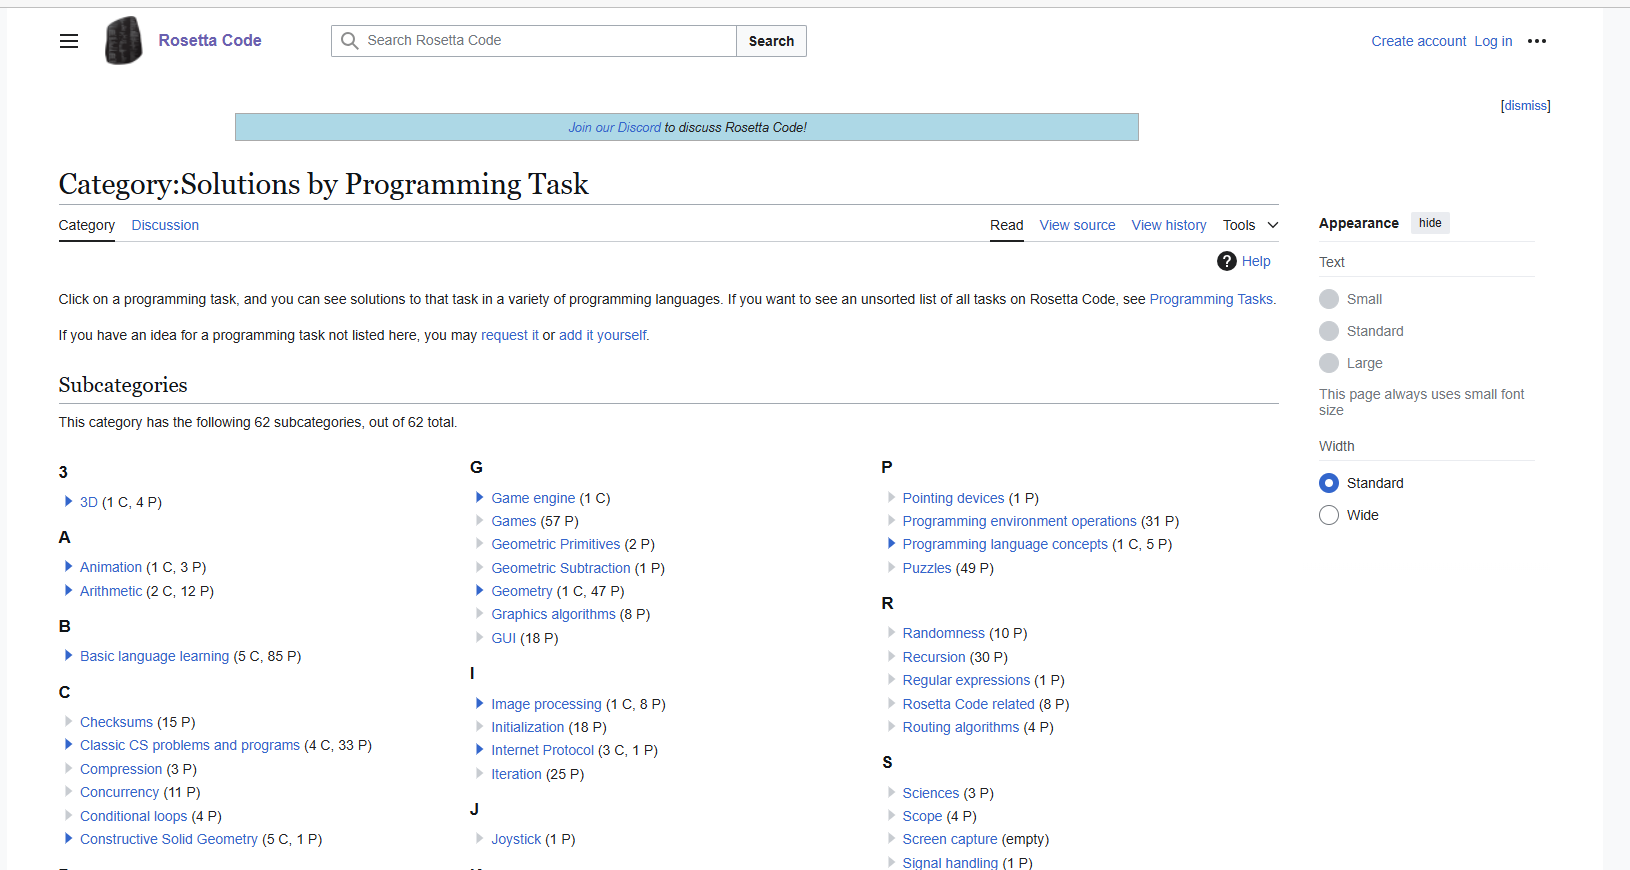 Rosetta Code
Search Rosetta Code
Search
Create account Log in
[dismiss]
Join our Discord to discuss Rosetta Code!
Category:Solutions by Programming Task
Category Discussion
Read View source View history Tools
Help
Click on a programming task, and you can see solutions to that task in a variety of programming languages. If you want to see an unsorted list of all tasks on Rosetta Code, see Programming Tasks.
If you have an idea for a programming task not listed here, you may request it or add it yourself.
Subcategories
This category has the following 62 subcategories, out of 62 total.
3
3D (1 C, 4 P)
A
Animation (1 C, 3 P)
Arithmetic (2 C, 12 P)
B
Basic language learning (5 C, 85 P)
C
Checksums (15 P)
Classic CS problems and programs (4 C, 33 P)
Compression (3 P)
Concurrency (11 P)
Conditional loops (4 P)
Constructive Solid Geometry (5 C, 1 P)
G
Game engine (1 C)
Games (57 P)
Geometric Primitives (2 P)
Geometric Subtraction (1 P)
Geometry (1 C, 47 P)
Graphics algorithms (8 P)
GUI (18 P)
I
Image processing (1 C, 8 P)
Initialization (18 P)
Internet Protocol (3 C, 1 P)
Iteration (25 P)
J
Joystick (1 P)
P
Pointing devices (1 P)
Programming environment operations (31 P)
Programming language concepts (1 C, 5 P)
Puzzles (49 P)
R
Randomness (10 P)
Recursion (30 P)
Regular expressions (1 P)
Rosetta Code related (8 P)
Routing algorithms (4 P)
S
Sciences (3 P)
Scope (4 P)
Screen capture (empty)
Signal handling (1 P)
Appearance hide
Text
Small
Standard
Large
This page always uses small font
size
Width
Standard
Wide